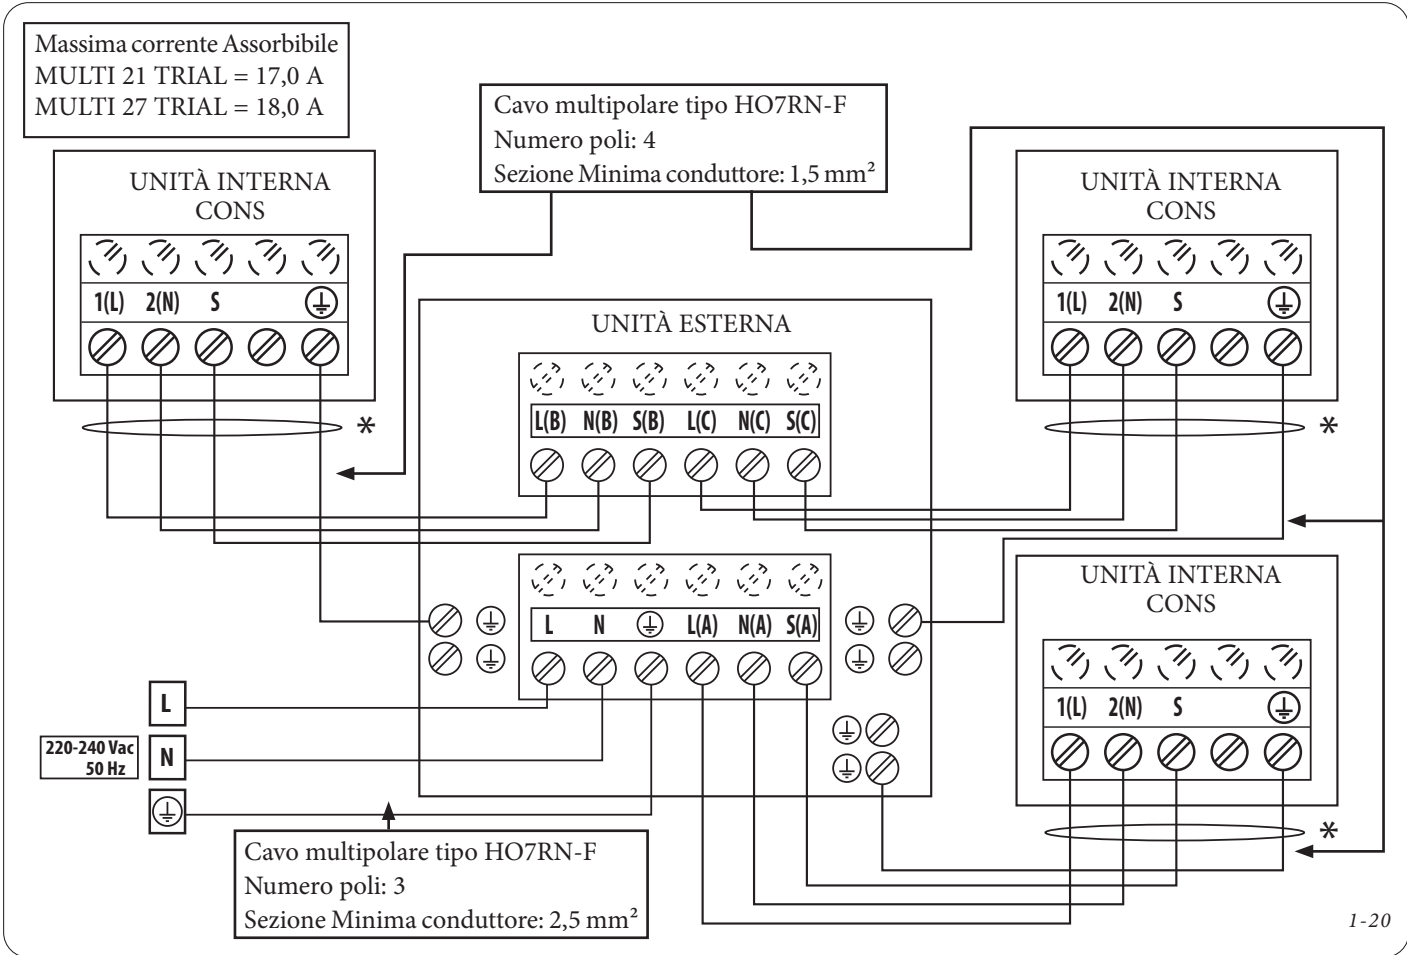 Massima corrente Assorbibile
MULTI 21 TRIAL = 17,0 A
MULTI 27 TRIAL = 18,0 A
Cavo multipolare tipo HO7RN-F
Numero poli: 4
Sezione Minima conduttore: 1,5 mm²
UNITÀ INTERNA
CONS
1(L) 2(N) S
*
UNITÀ INTERNA
CONS
1(L) 2(N) S
*
UNITÀ ESTERNA
L(B) N(B) S(B) L(C) N(C) S(C)
L N L(A) N(A) S(A)
UNITÀ INTERNA
CONS
1(L) 2(N) S
*
L
220-240 Vac
50 Hz
N
Cavo multipolare tipo HO7RN-F
Numero poli: 3
Sezione Minima conduttore: 2,5 mm²
1-20